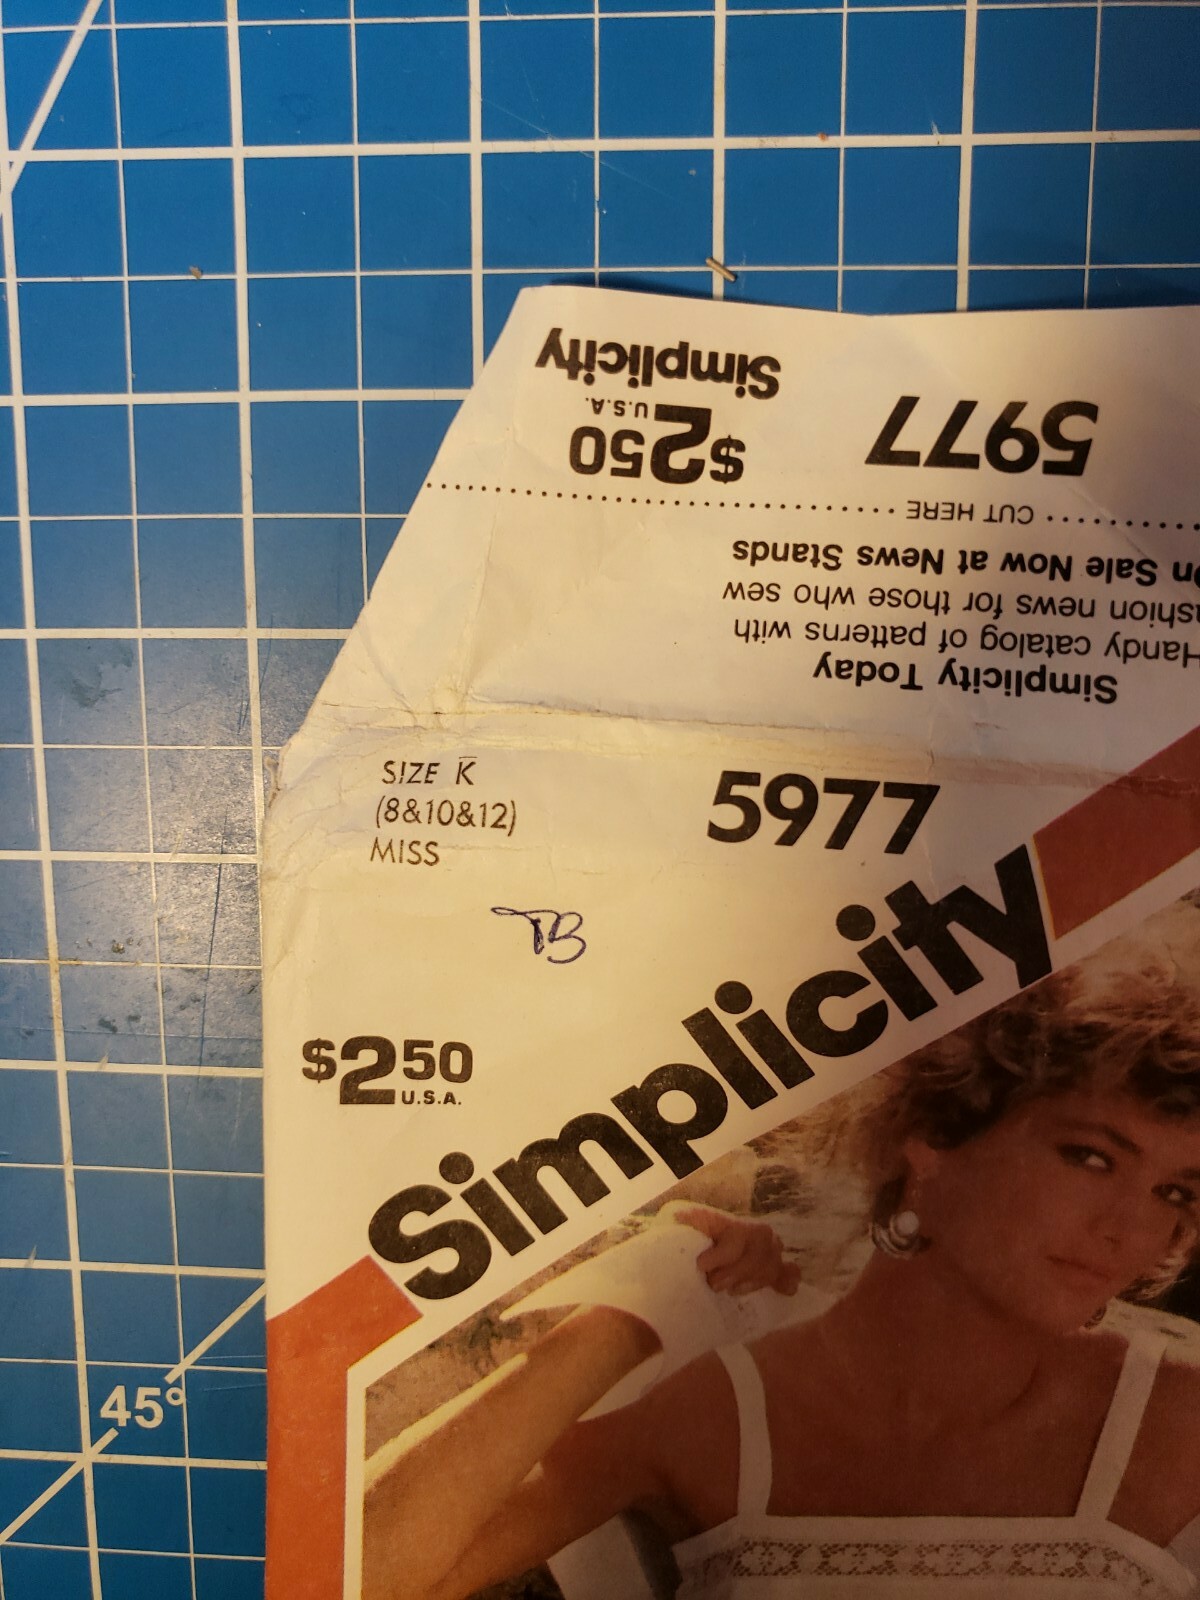 Simplicity
$2.50
U.S.A.
5977
CUT HERE
Simplicity Today
Handy catalog of patterns with
news for those who sew
Sale Now at News Stands
SIZE K
(8&10&12)
MISS
5977
TB
$2.50
U.S.A.
Simplicity
45°